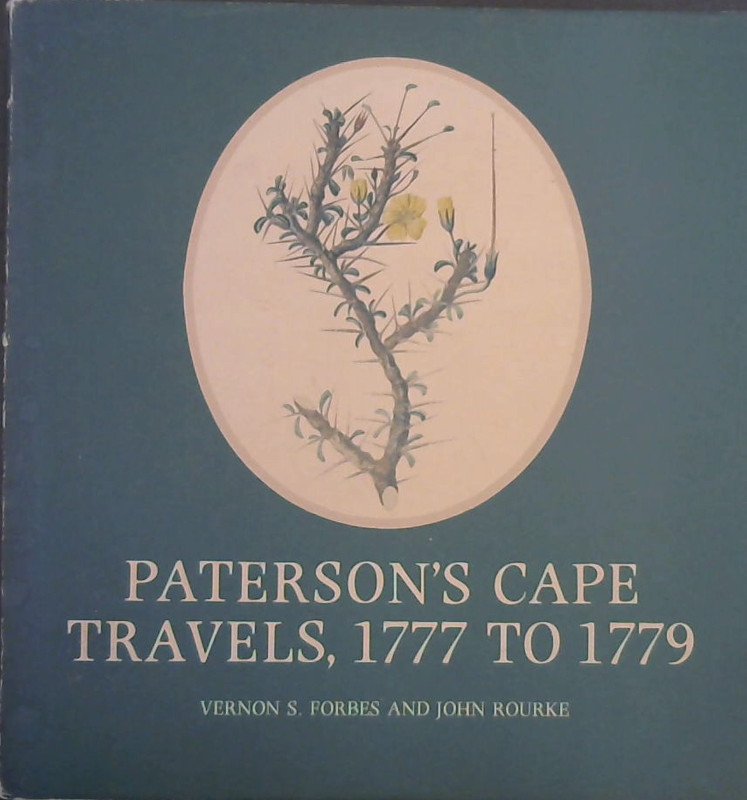 PATERSON'S CAPE
TRAVELS, 1777 TO 1779
VERNON S. FORBES AND JOHN ROURKE